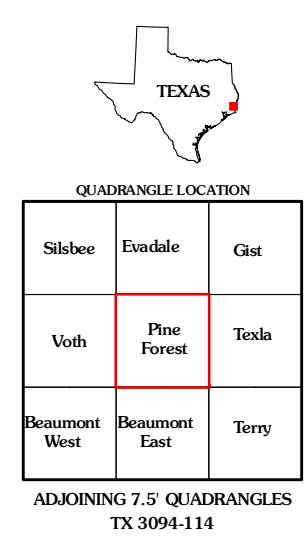 TEXAS
QUADRANGLE LOCATION
Silsbee
Evadale
Gist
Voth
Pine
Forest
Texla
Beaumont
West
Beaumont
East
Terry
ADJOINING 7.5' QUADRANGLES
TX 3094-114